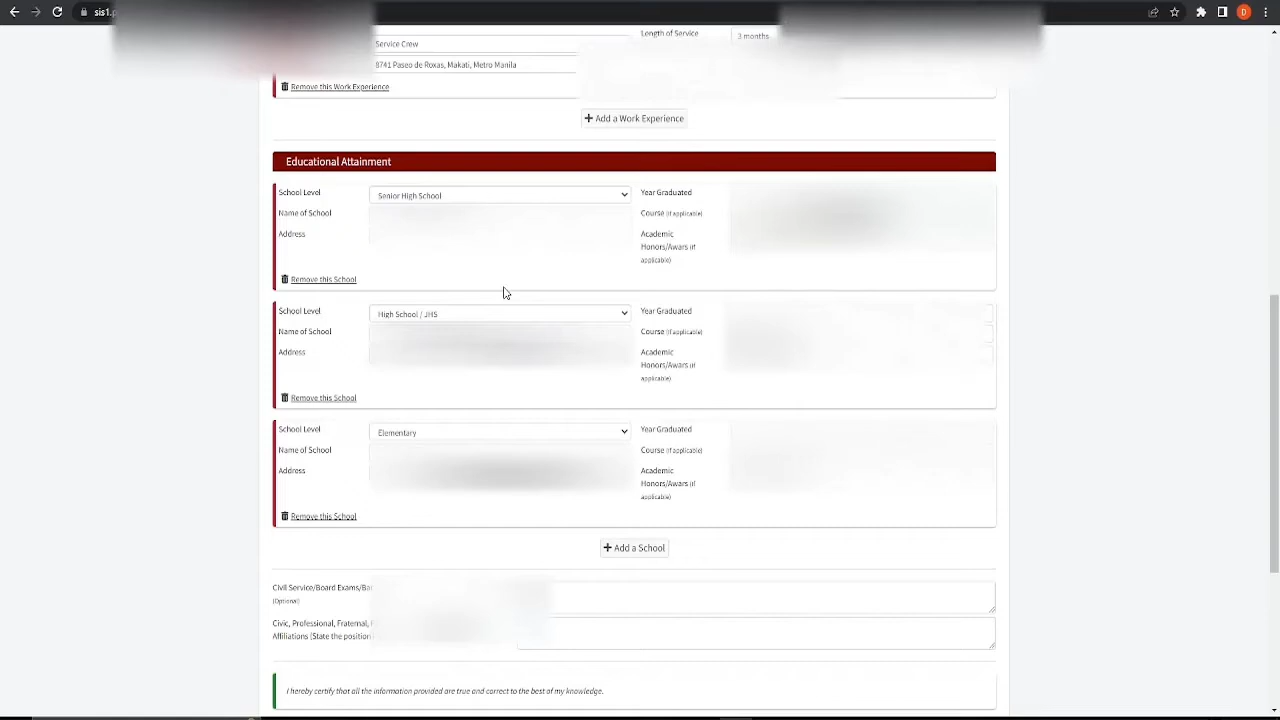 sis1.p
Length of Service
3 months
Service Crew
8741 Paseo de Roxas, Makati, Metro Manila
Remove this Work Experience
+ Add a Work Experience
Educational Attainment
School Level
Senior High School
Year Graduated
Name of School
Course (if applicable)
Address
Academic
Honors/Awars (if
applicable)
Remove this School
School Level
High School / JHS
Year Graduated
Name of School
Course (if applicable)
Address
Academic
Honors/Awars (if
applicable)
Remove this School
School Level
Elementary
Year Graduated
Name of School
Course (if applicable)
Address
Academic
Honors/Awars (if
applicable)
Remove this School
+ Add a School
Civil Service/Board Exams/Ba
(Optional)
Civic, Professional, Fraternal,
Affiliations (State the position
I hereby certify that all the information provided are true and correct to the best of my knowledge.